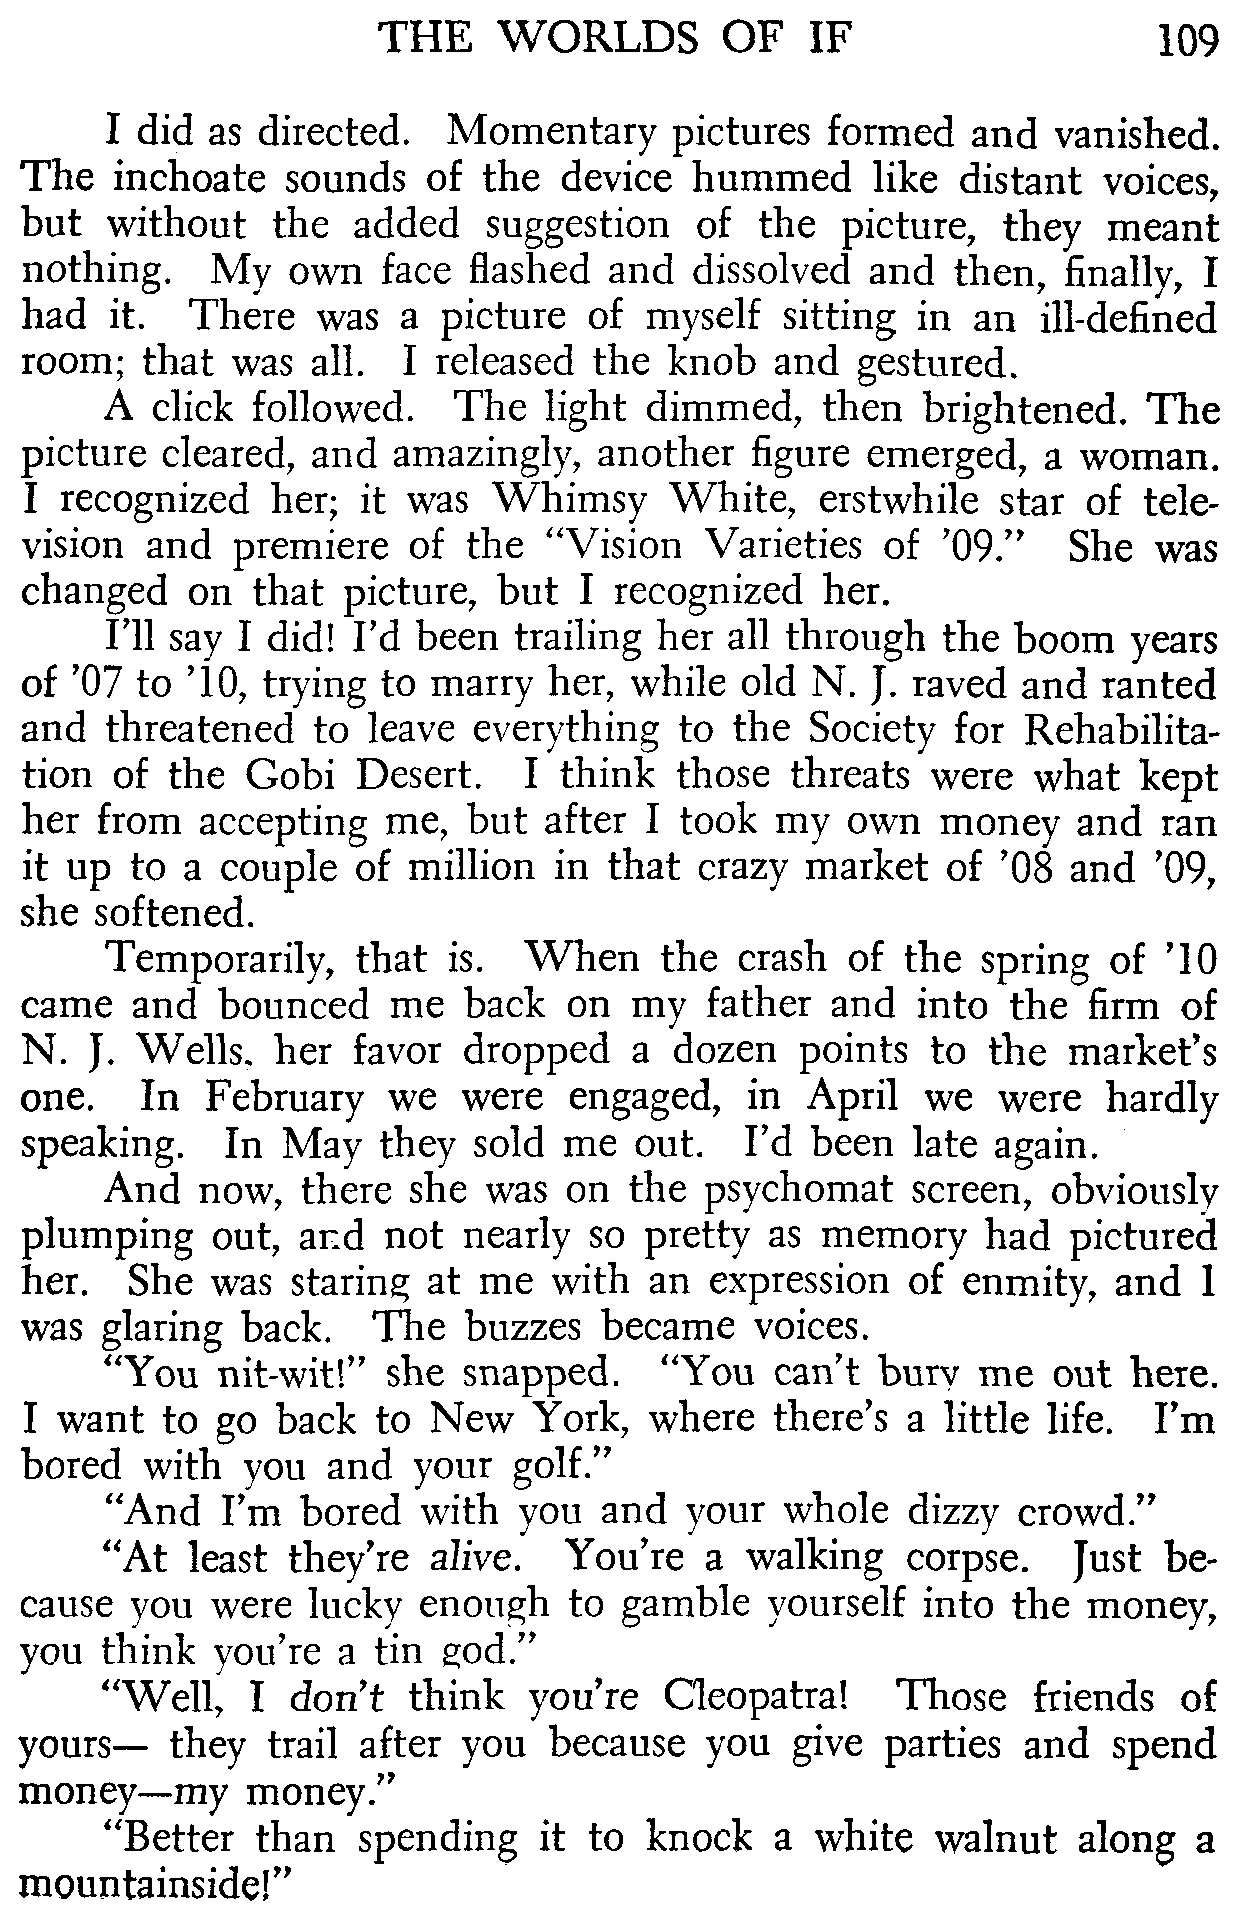 THE WORLDS OF IF 109
I did as directed. Momentary pictures formed and vanished.
The inchoate sounds of the device hummed like distant voices,
but without the added suggestion of the picture, they meant
nothing. My own face flashed and dissolved and then, finally, I
had it. There was a picture of myself sitting in an ill-defined
room; that was all. I released the knob and gestured.
A click followed. The light dimmed, then brightened. The
picture cleared, and amazingly, another figure emerged, a woman.
I recognized her; it was Whimsy White, erstwhile star of tele-
vision and premiere of the “Vision Varieties of ’09.” She was
changed on that picture, but I recognized her.
I’ll say I did! I’d been trailing her all through the boom years
of ’07 to ’10, trying to marry her, while old N. J. raved and ranted
and threatened to leave everything to the Society for Rehabilita-
tion of the Gobi Desert. I think those threats were what kept
her from accepting me, but after I took my own money and ran
it up to a couple of million in that crazy market of ’08 and ’09,
she softened.
Temporarily, that is. When the crash of the spring of ’10
came and bounced me back on my father and into the firm of
N. J. Wells, her favor dropped a dozen points to the market’s
one. In February we were engaged, in April we were hardly
speaking. In May they sold me out. I’d been late again.
And now, there she was on the psychomat screen, obviously
plumping out, and not nearly so pretty as memory had pictured
her. She was staring at me with an expression of enmity, and I
was glaring back. The buzzes became voices.
“You nit-wit!” she snapped. “You can’t bury me out here.
I want to go back to New York, where there’s a little life. I’m
bored with you and your golf.”
“And I’m bored with you and your whole dizzy crowd.”
“At least they’re alive. You’re a walking corpse. Just be-
cause you were lucky enough to gamble yourself into the money,
you think you’re a tin god.”
“Well, I don’t think you’re Cleopatra! Those friends of
yours— they trail after you because you give parties and spend
money—my money.”
“Better than spending it to knock a white walnut along a
mountainside!”